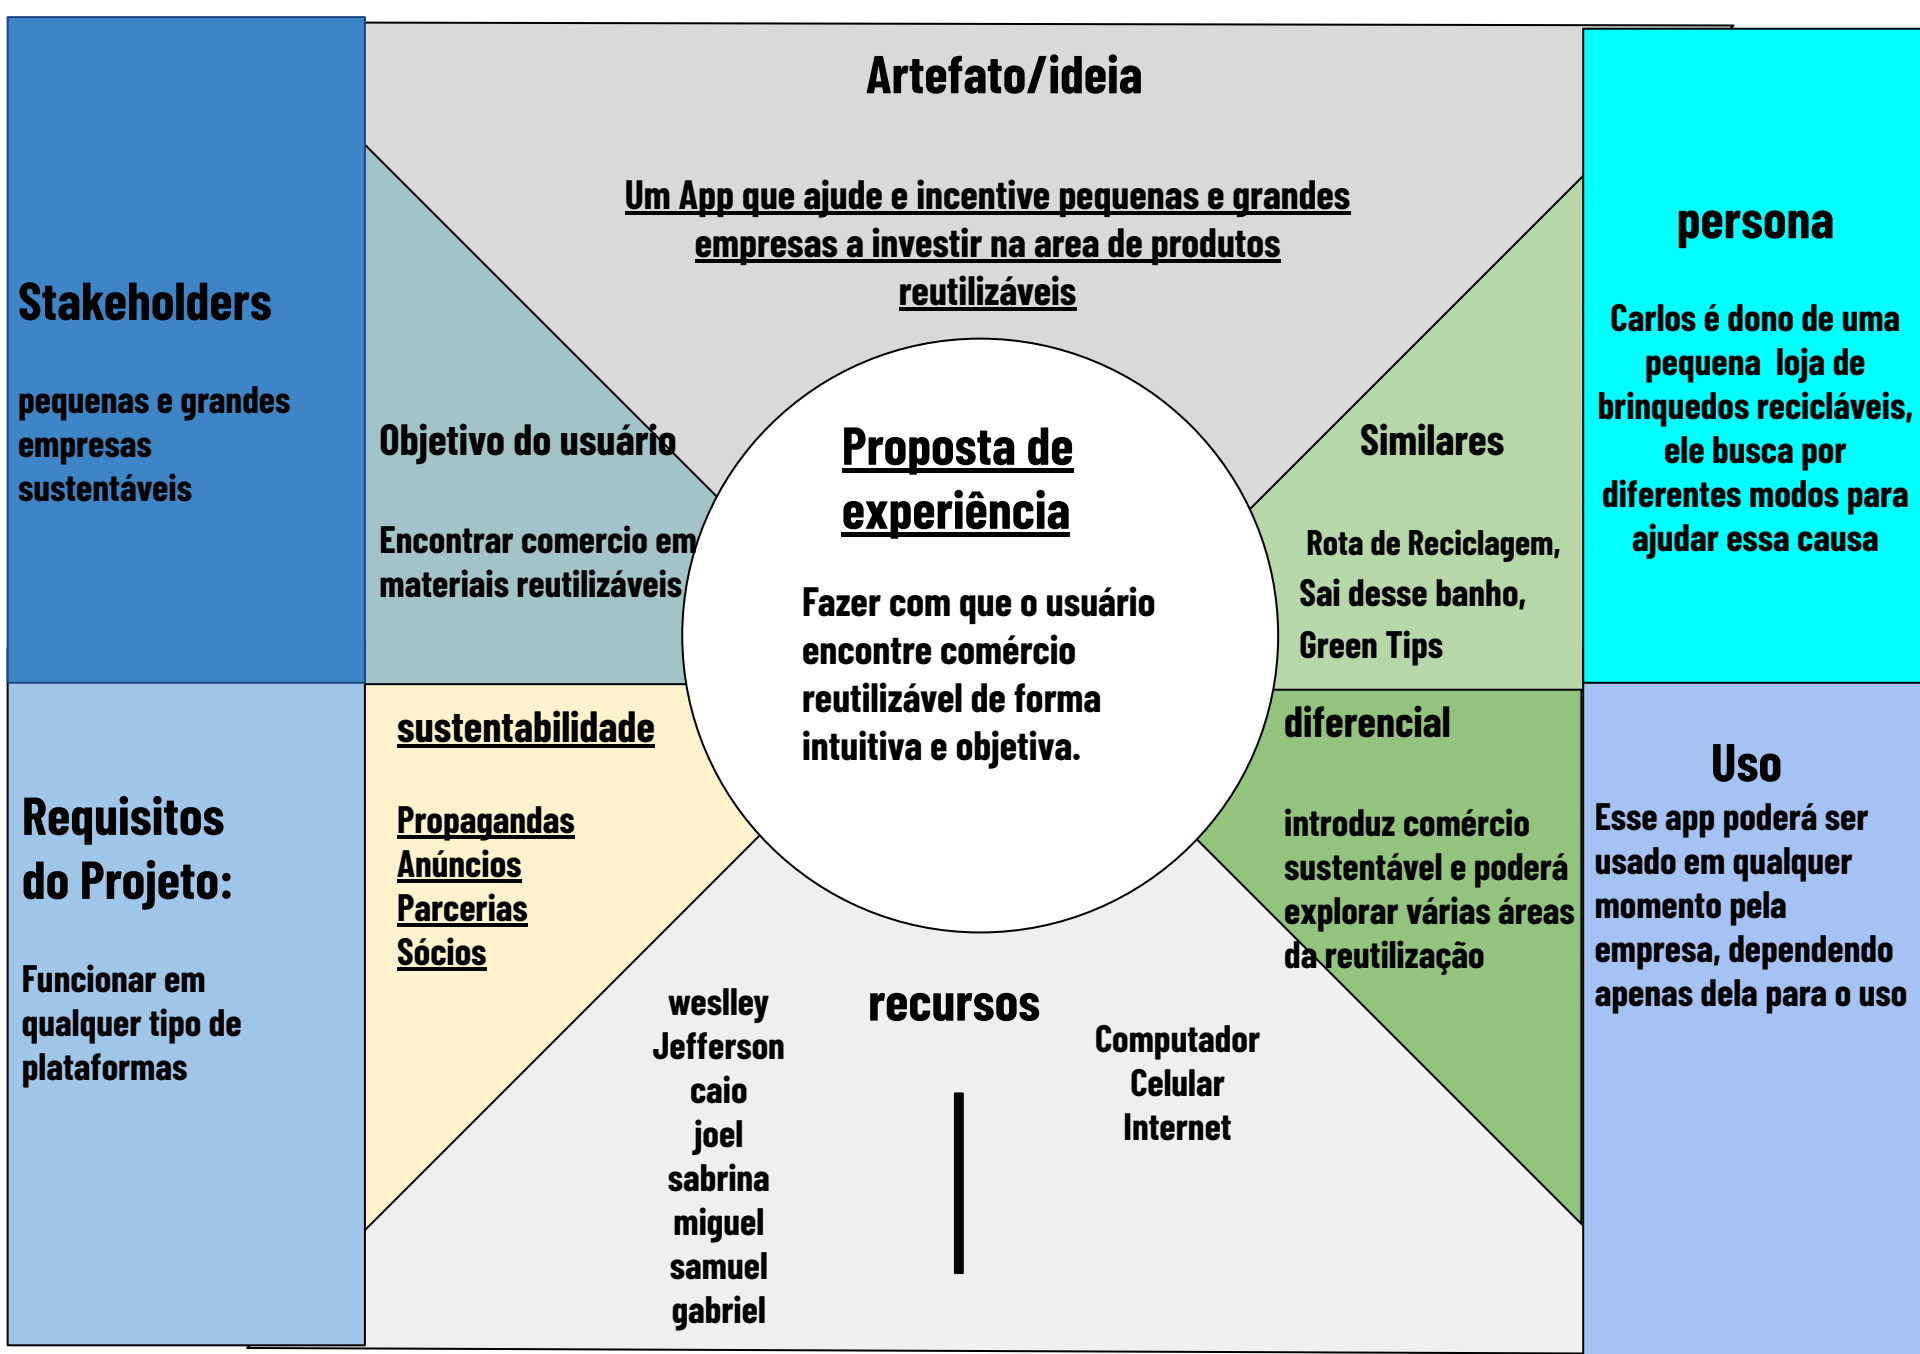 Artefato/ideia
Um App que ajude e incentive pequenas e grandes
empresas a investir na area de produtos
reutilizáveis
Stakeholders
pequenas e grandes
empresas
sustentáveis
Objetivo do usuário
Encontrar comercio em
materiais reutilizáveis
Proposta de
experiência
Fazer com que o usuário
encontre comércio
reutilizável de forma
intuitiva e objetiva.
Similares
Rota de Reciclagem,
Sai desse banho,
Green Tips
persona
Carlos é dono de uma
pequena loja de
brinquedos recicláveis,
ele busca por
diferentes modos para
ajudar essa causa
Requisitos
do Projeto:
Funcionar em
qualquer tipo de
plataformas
sustentabilidade
Propagandas
Anúncios
Parcerias
Sócios
recursos
weslley
Jefferson
caio
joel
sabrina
miguel
samuel
gabriel
Computador
Celular
Internet
diferencial
introduz comércio
sustentável e poderá
explorar várias áreas
da reutilização
Uso
Esse app poderá ser
usado em qualquer
momento pela
empresa, dependendo
apenas dela para o uso